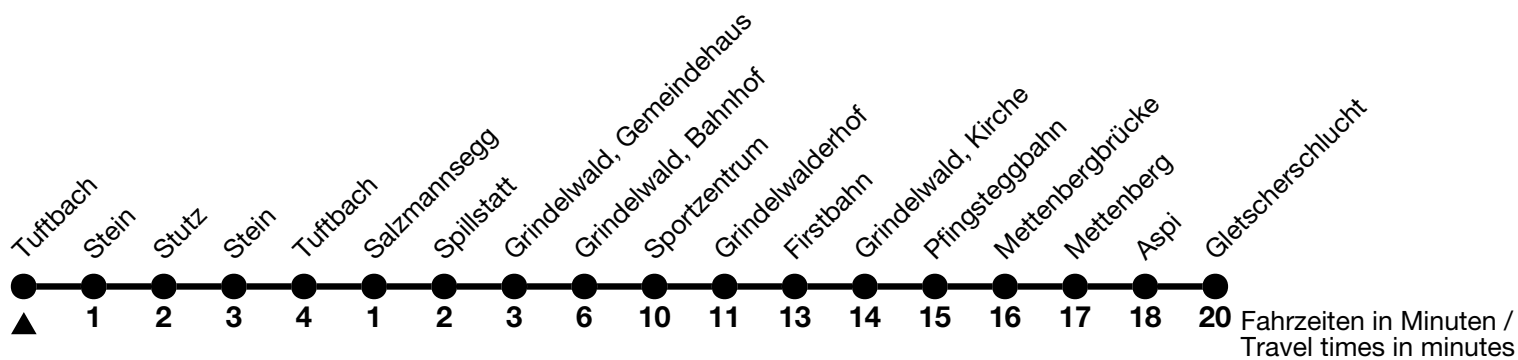 Tuftbach
Stein
Stutz
Stein
Tuftbach
Salzmannsegg
Spillstatt
Grindelwald, Gemeindehaus
Grindelwald, Bahnhof
Sportzentrum
Grindelwalderhof
Firstbahn
Grindelwald, Kirche
Pfingsteggbahn
Mettenbergbrücke
Mettenberg
Aspi
Gletscherschlucht
1 2 3 4 1 2 3 6 10 11 13 14 15 16 17 18 20 Fahrzeiten in Minuten /
Travel times in minutes